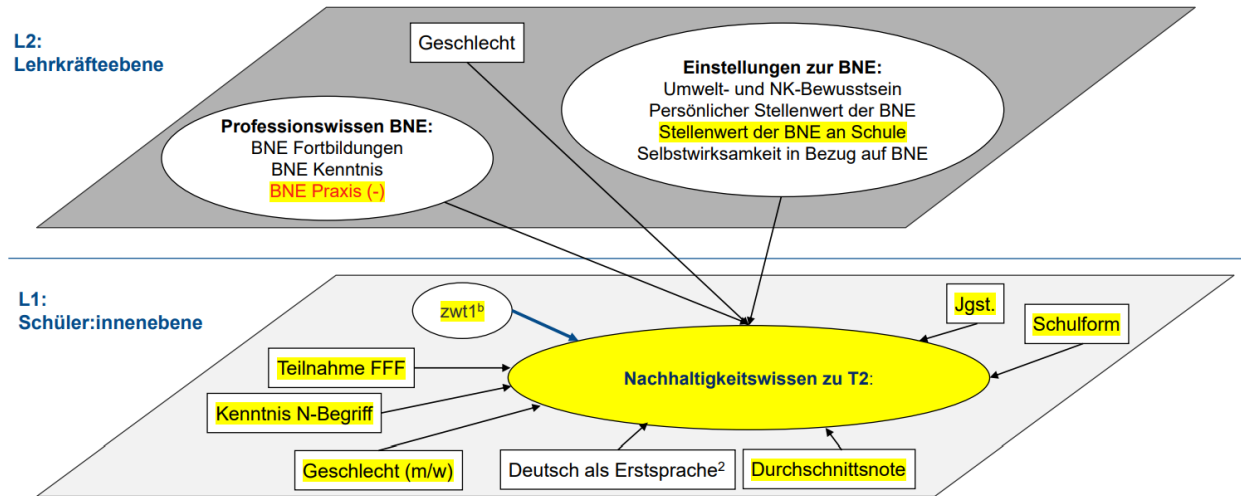 L2:
Lehrkräfteebene
Geschlecht
Einstellungen zur BNE:
Umwelt- und NK-Bewusstsein
Persönlicher Stellenwert der BNE
Stellenwert der BNE an Schule
Selbstwirksamkeit in Bezug auf BNE
Professionswissen BNE:
BNE Fortbildungen
BNE Kenntnis
BNE Praxis (-)
L1:
Schüler:innenebene
zwt1ᵇ
Jgst.
Schulform
Teilnahme FFF
Nachhaltigkeitswissen zu T2:
Kenntnis N-Begriff
Geschlecht (m/w)
Deutsch als Erstsprache²
Durchschnittsnote